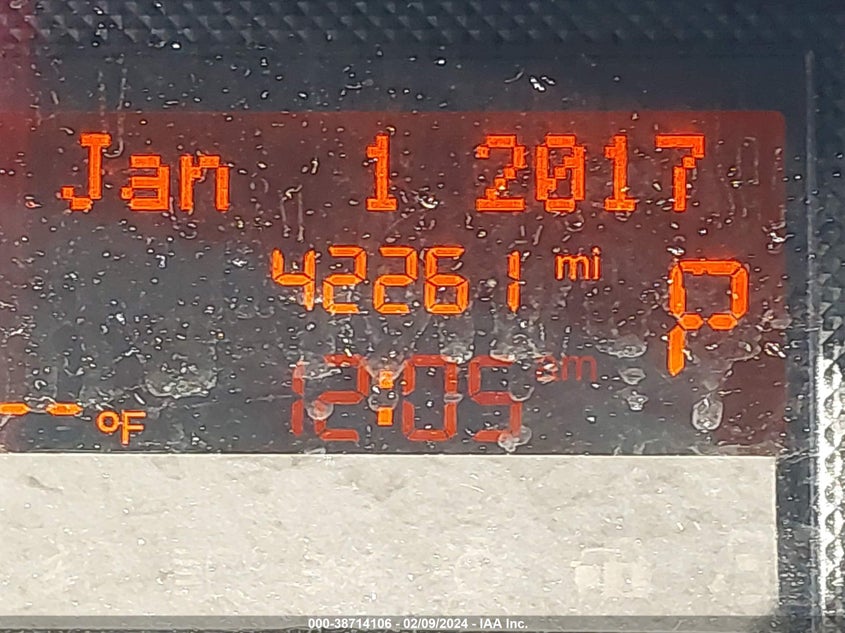 Jan 1 2017
42261 mi P
12:05 am
-- °F
000-38714106 - 02/09/2024 - IAA Inc.